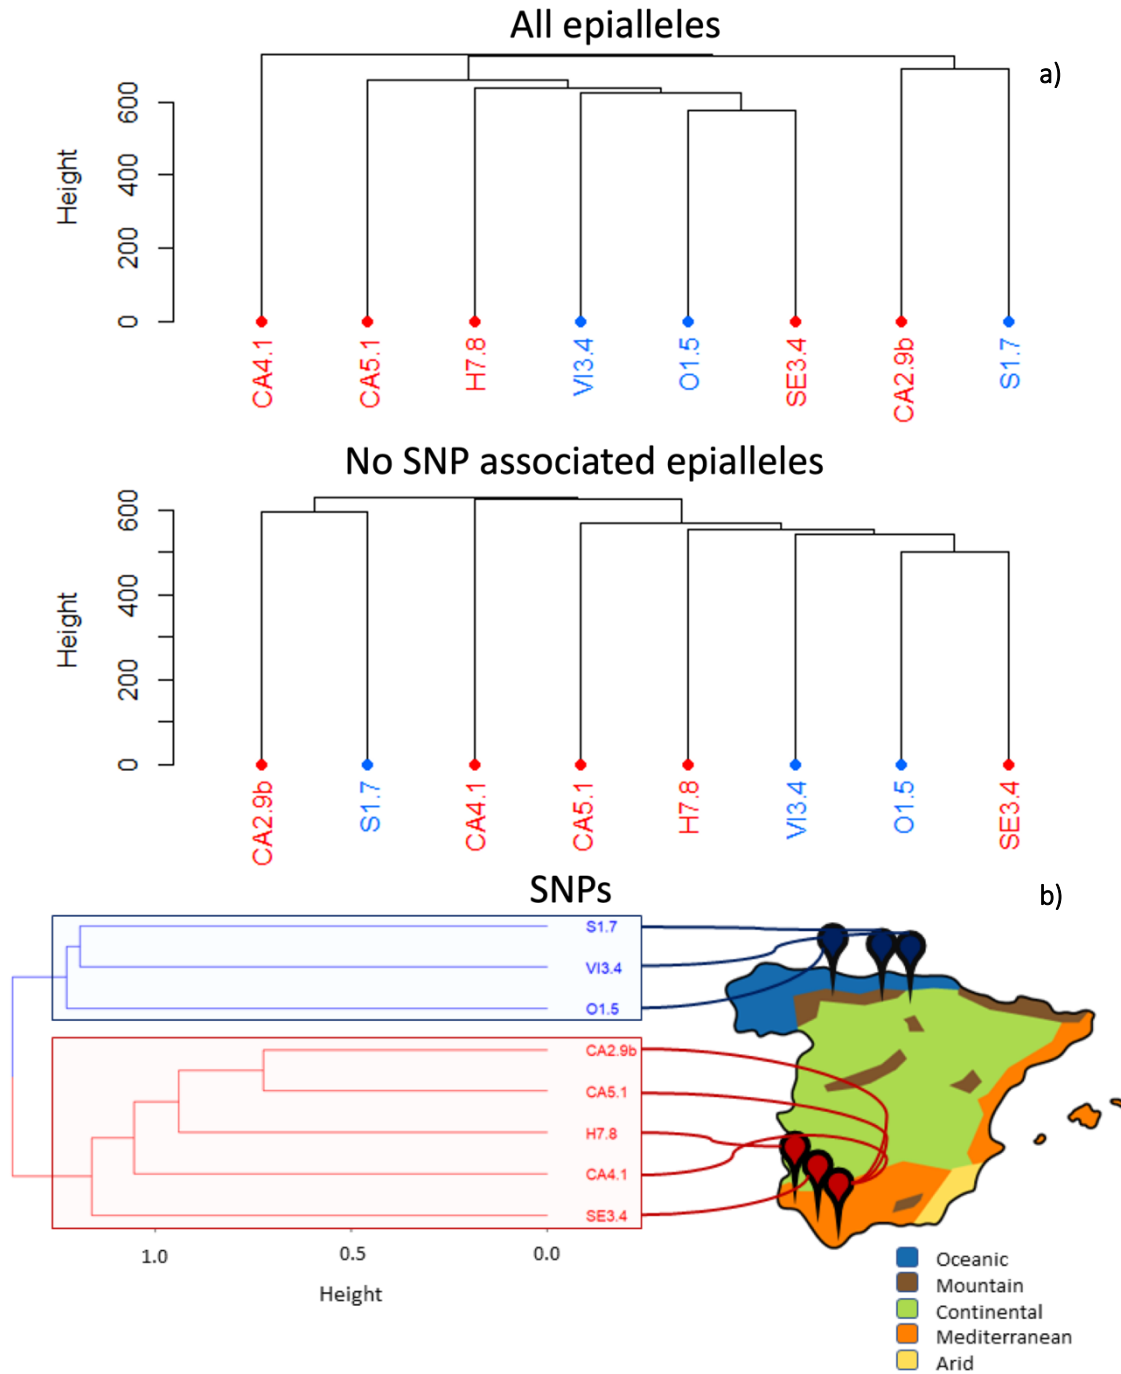 All epialleles
a)
Height
600
400
200
0
CA4.1
CA5.1
H7.8
VI3.4
O1.5
SE3.4
CA2.9b
S1.7
No SNP associated epialleles
Height
600
400
200
0
CA2.9b
S1.7
CA4.1
CA5.1
H7.8
VI3.4
O1.5
SE3.4
SNPs
b)
S1.7
VI3.4
O1.5
CA2.9b
CA5.1
H7.8
CA4.1
SE3.4
1.0 0.5 0.0
Height
Oceanic
Mountain
Continental
Mediterranean
Arid